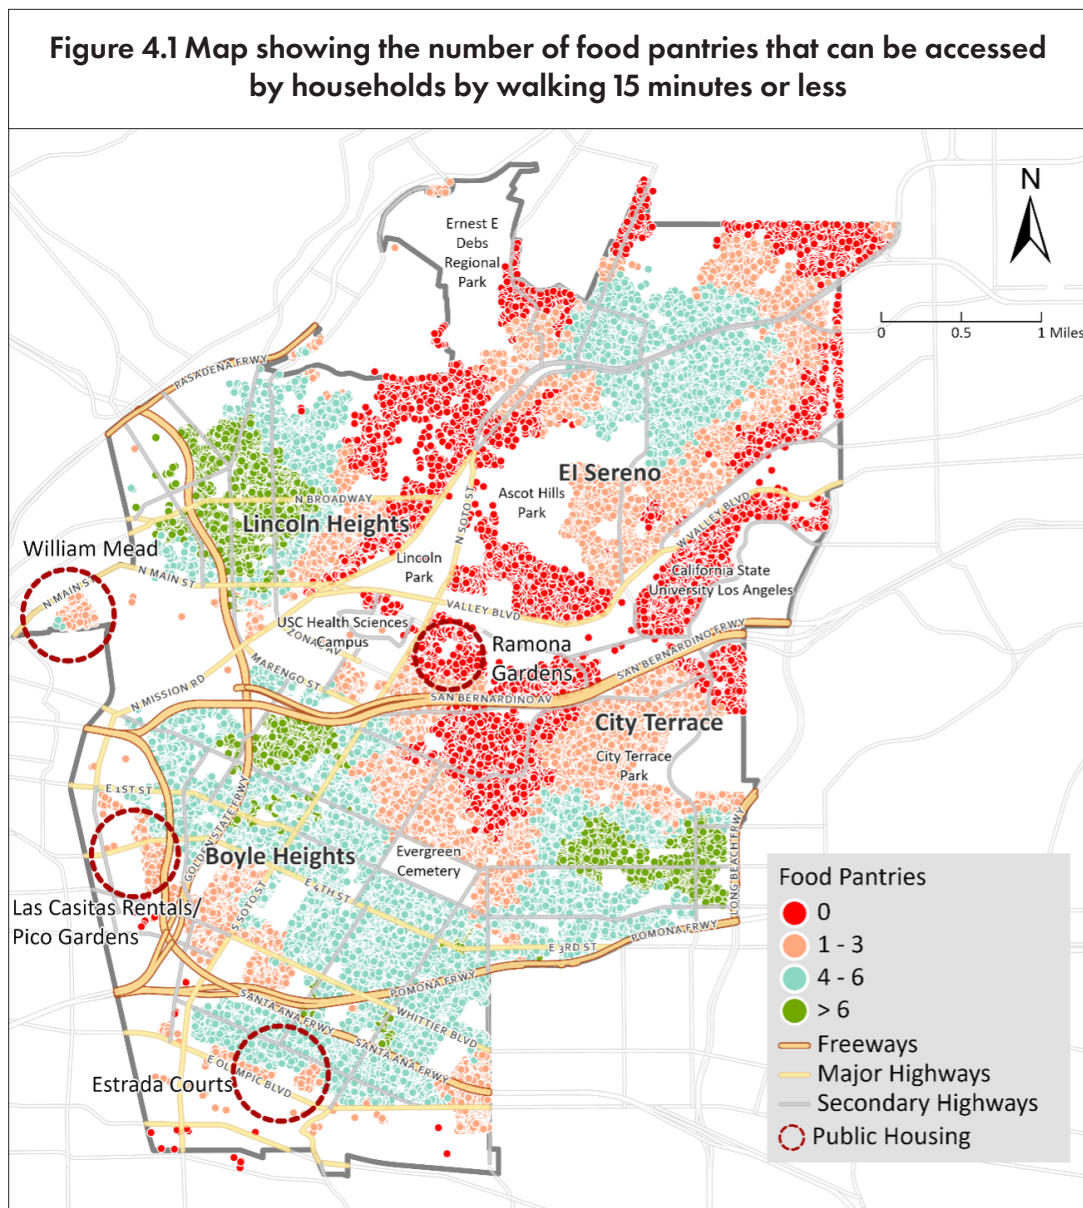 Figure 4.1 Map showing the number of food pantries that can be accessed
by households by walking 15 minutes or less
N
Ernest E
Debs
Regional
Park
0 0.5 1 Miles
PASADENA FRWY
El Sereno
Ascot Hills
Park
N BROADWAY
Lincoln Heights
N SOTO ST
W VALLEY BLVD
William Mead
N MAIN ST
N MAIN ST
Lincoln
Park
California State
University Los Angeles
VALLEY BLVD
USC Health Sciences
Campus
ZONAL AV
Ramona
Gardens
SAN BERNARDINO FRWY
MARENGO ST
N MISSION RD
SAN BERNARDINO AV
City Terrace
City Terrace
Park
E 1ST ST
GOLDEN STATE FRWY
Boyle Heights
Evergreen
Cemetery
LONG BEACH FRWY
E 4TH ST
S SOTO ST
Las Casitas Rentals/
Pico Gardens
E 3RD ST
POMONA FRWY
POMONA FRWY
SANTA ANA FRWY
WHITTIER BLVD
SANTA ANA FRWY
E OLYMPIC BLVD
Estrada Courts
Food Pantries
0
1 - 3
4 - 6
> 6
Freeways
Major Highways
Secondary Highways
Public Housing